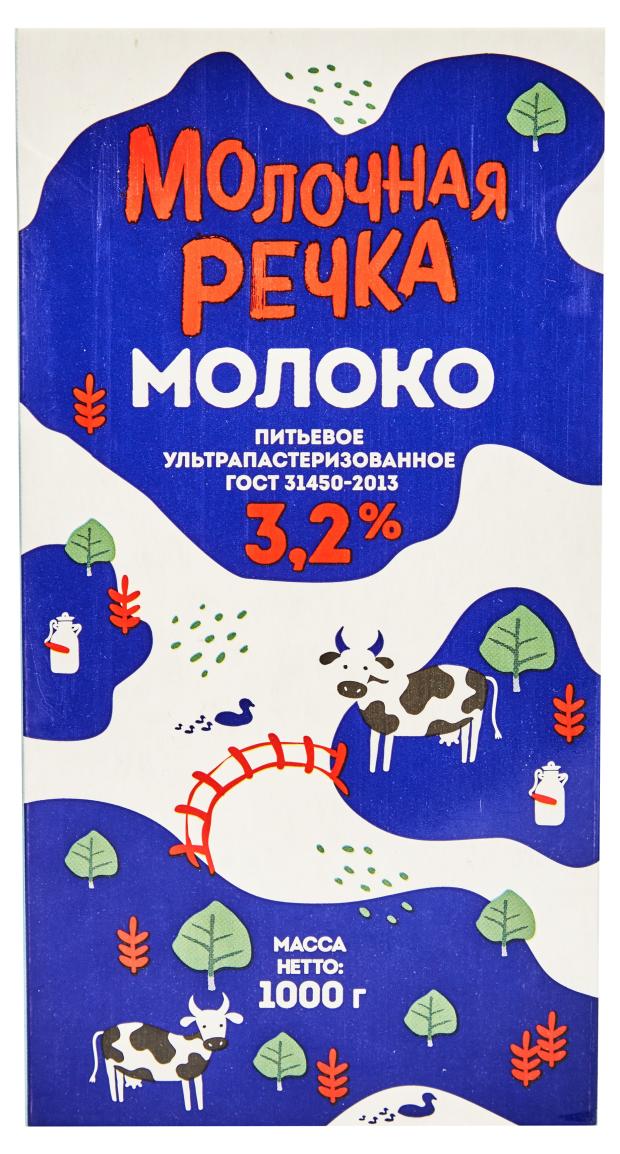 Молочная
речка
МОЛОКО
ПИТЬЕВОЕ
УЛЬТРАПАСТЕРИЗОВАННОЕ
ГОСТ 31450-2013
3,2%
МАССА
НЕТТО:
1000 г